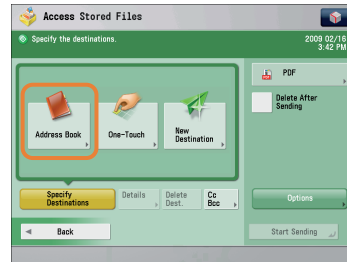 Access Stored Files
Specify the destinations.
2009 02/16
3:42 PM
PDF
Delete After
Sending
Address Book
One-Touch
New
Destination
Specify
Destinations
Details
Delete
Dest.
Cc
Bcc
Options
Back
Start Sending